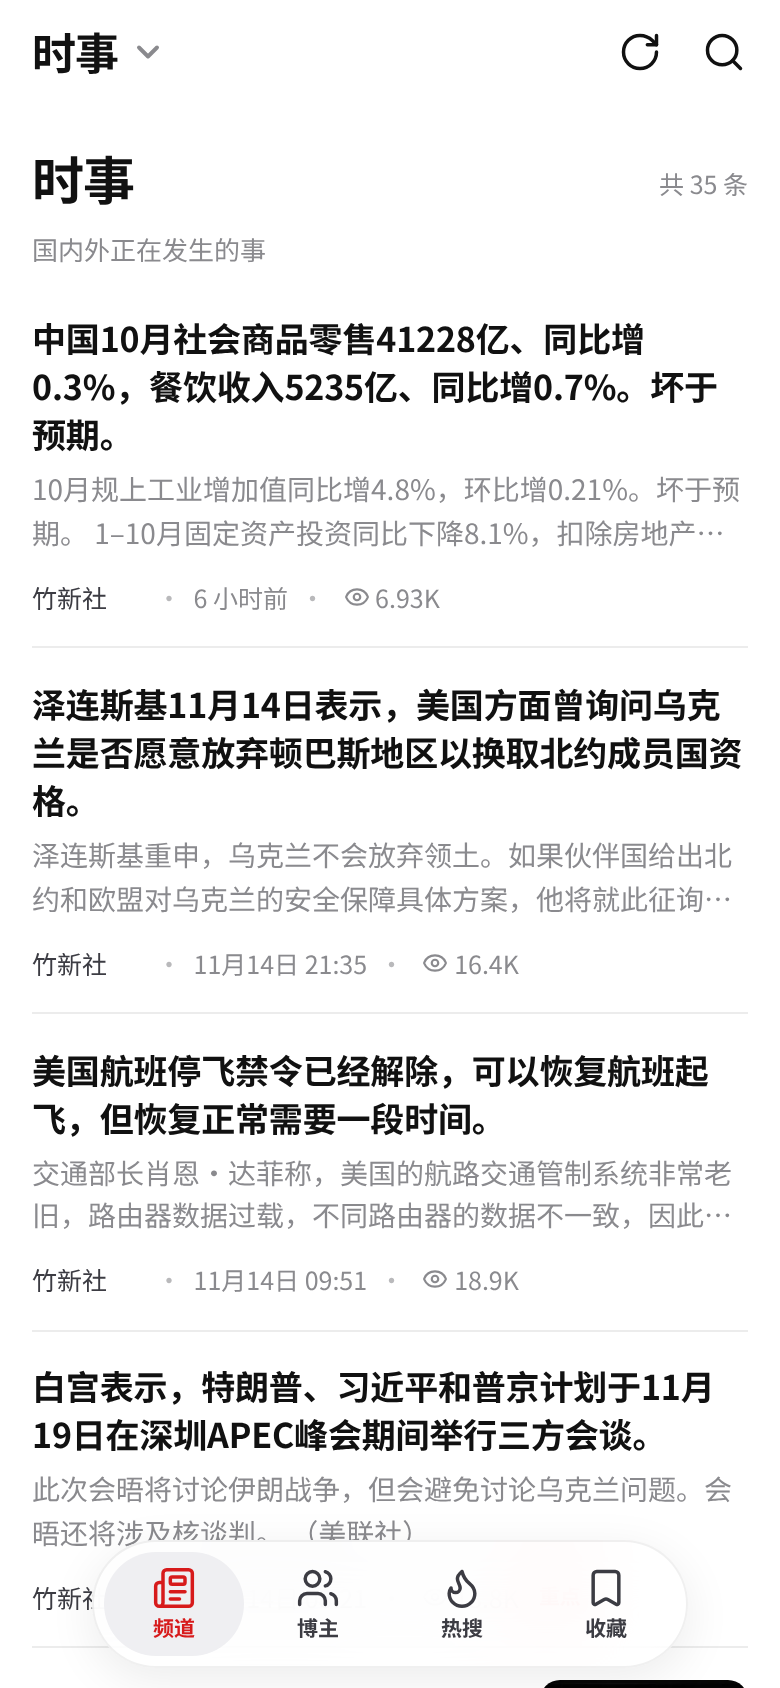 时事
时事
共 35 条
国内外正在发生的事
中国10月社会商品零售41228亿、同比增
0.3%，餐饮收入5235亿、同比增0.7%。坏于
预期。
10月规上工业增加值同比增4.8%，环比增0.21%。坏于预
期。 1–10月固定资产投资同比下降8.1%，扣除房地产…
竹新社 • 6 小时前 • 6.93K
泽连斯基11月14日表示，美国方面曾询问乌克
兰是否愿意放弃顿巴斯地区以换取北约成员国资
格。
泽连斯基重申，乌克兰不会放弃领土。如果伙伴国给出北
约和欧盟对乌克兰的安全保障具体方案，他将就此征询…
竹新社 • 11月14日 21:35 • 16.4K
美国航班停飞禁令已经解除，可以恢复航班起
飞，但恢复正常需要一段时间。
交通部长肖恩・达菲称，美国的航路交通管制系统非常老
旧，路由器数据过载，不同路由器的数据不一致，因此…
竹新社 • 11月14日 09:51 • 18.9K
白宫表示，特朗普、习近平和普京计划于11月
19日在深圳APEC峰会期间举行三方会谈。
此次会晤将讨论伊朗战争，但会避免讨论乌克兰问题。会
晤还将涉及核谈判。（美联社）
竹新
频道
博主
热搜
收藏